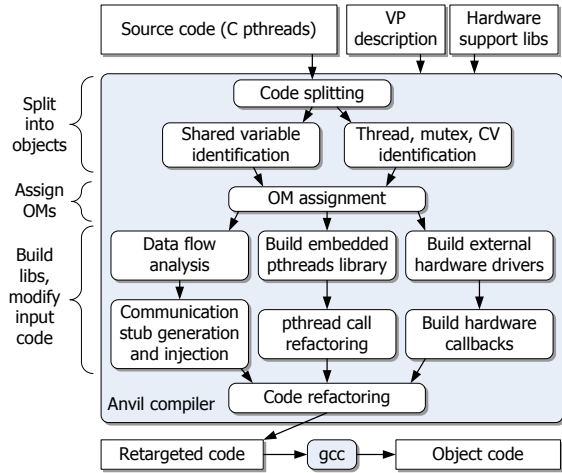 Source code (C pthreads)
VP
description
Hardware
support libs
Split
into
objects
Code splitting
Shared variable
identification
Thread, mutex, CV
identification
Assign
OMs
OM assignment
Build
libs,
modify
input
code
Data flow
analysis
Build embedded
pthreads library
Build external
hardware drivers
Communication
stub generation
and injection
pthread call
refactoring
Build hardware
callbacks
Code refactoring
Anvil compiler
Retargeted code
gcc
Object code